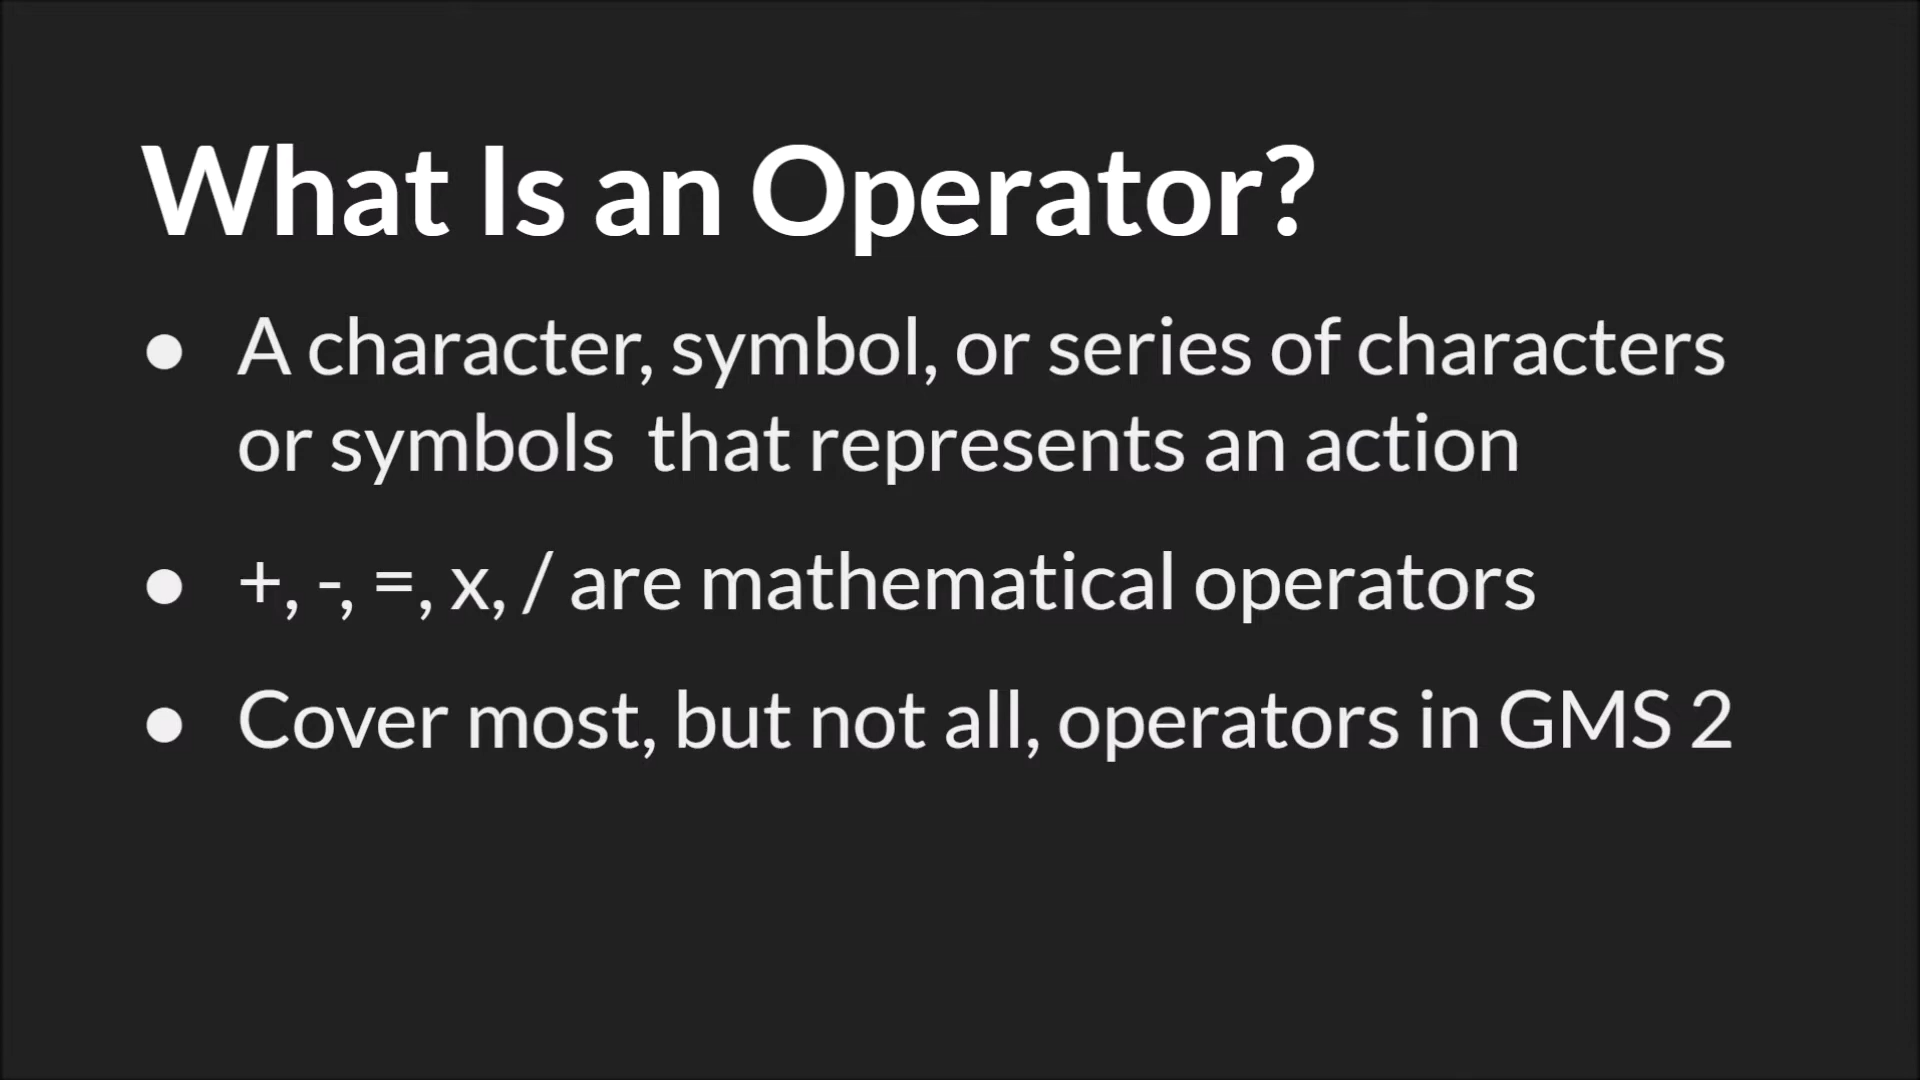 What Is an Operator?
● A character, symbol, or series of characters
or symbols  that represents an action
● +, -, =, x, / are mathematical operators
● Cover most, but not all, operators in GMS 2